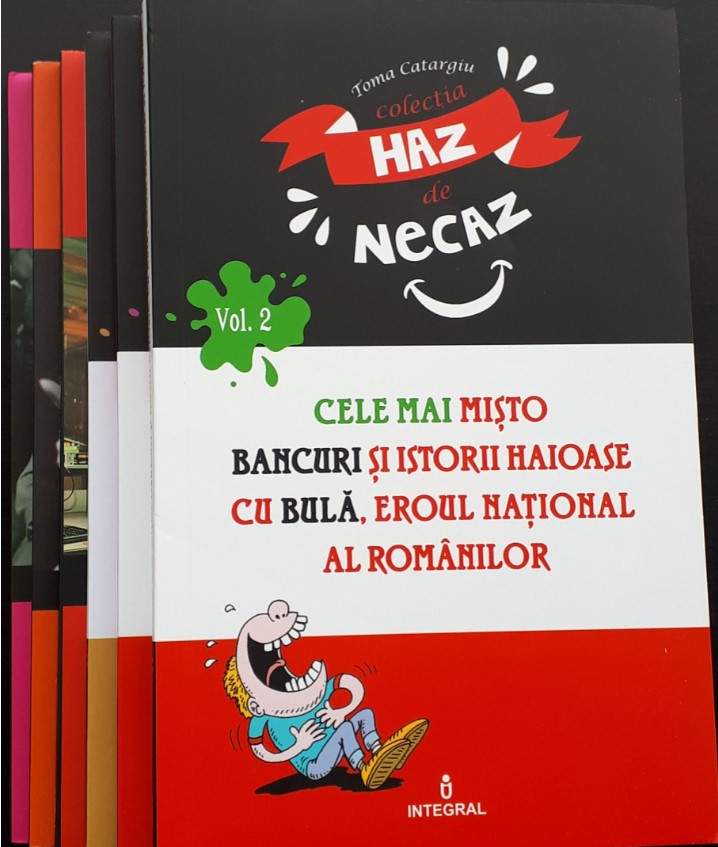 Toma Catargiu
colecția
HAZ
de
NECAZ
Vol. 2
CELE MAI MIȘTO
BANCURI ȘI ISTORII HAIOASE
CU BULĂ, EROUL NAȚIONAL
AL ROMÂNILOR
INTEGRAL